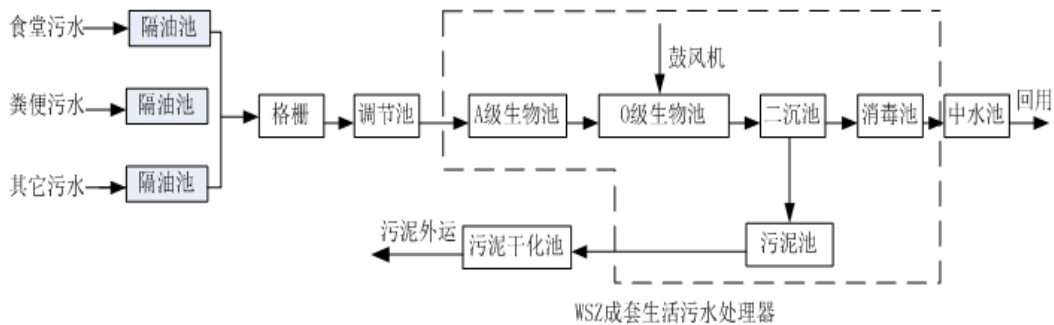 食堂污水
隔油池
粪便污水
隔油池
其它污水
隔油池
格栅
调节池
A级生物池
鼓风机
O级生物池
二沉池
消毒池
中水池
回用
污泥池
污泥干化池
污泥外运
WSZ成套生活污水处理器